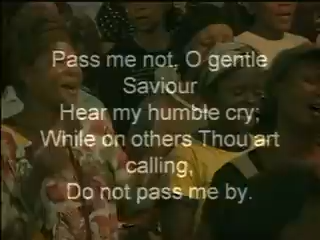 Pass me not, O gentle
Saviour
Hear my humble cry;
While on others Thou art
calling,
Do not pass me by.